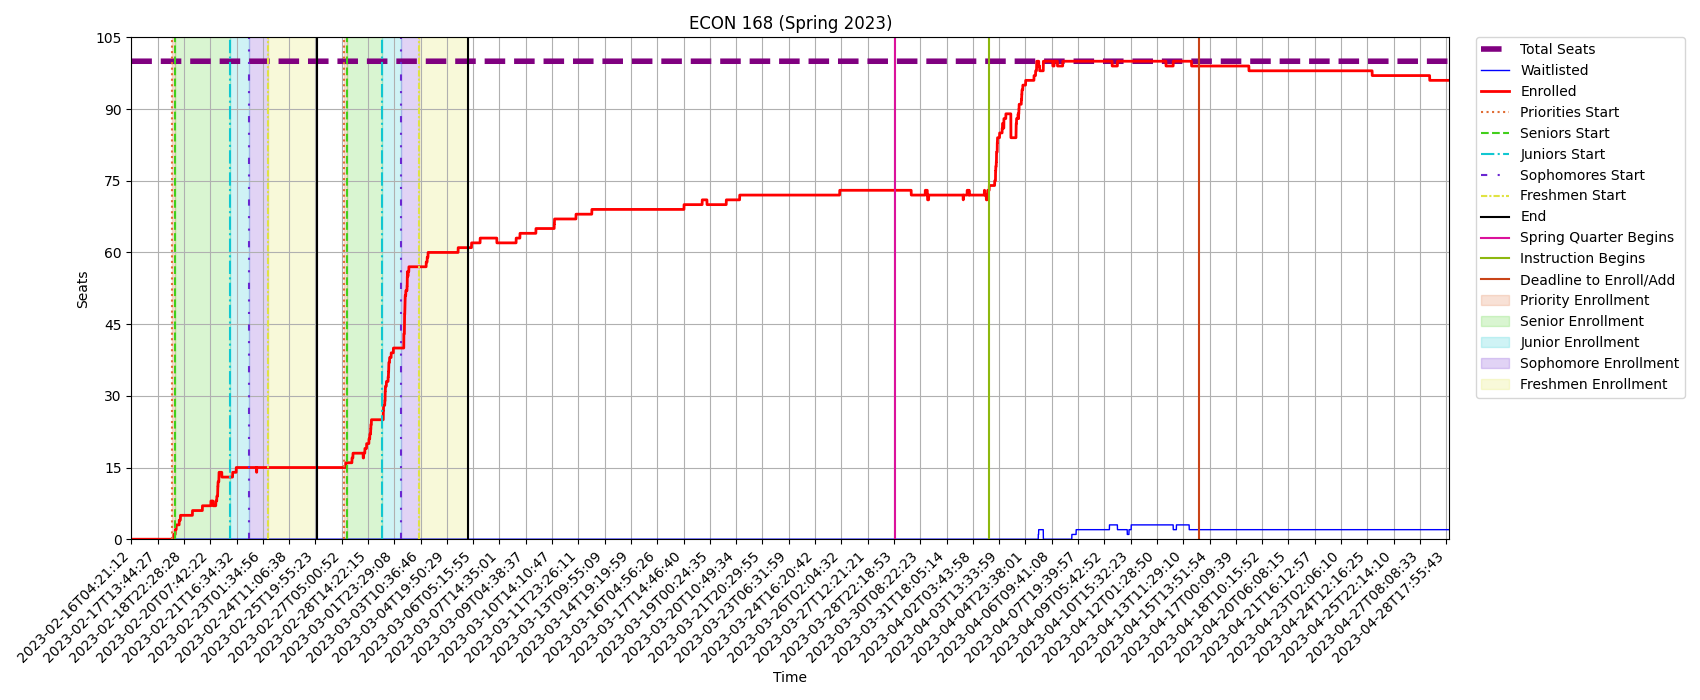 ECON 168 (Spring 2023)
105
90
75
60
45
30
15
0
Seats
2023-02-16T04:21:12
2023-02-17T13:44:27
2023-02-18T22:28:28
2023-02-20T07:42:22
2023-02-21T16:34:32
2023-02-23T01:34:56
2023-02-24T11:06:38
2023-02-25T19:55:23
2023-02-27T05:00:52
2023-02-28T14:22:15
2023-03-01T23:29:08
2023-03-03T10:36:46
2023-03-04T19:50:29
2023-03-06T05:15:55
2023-03-07T14:35:01
2023-03-09T04:38:37
2023-03-10T14:10:47
2023-03-11T23:26:11
2023-03-13T09:55:09
2023-03-14T19:19:59
2023-03-16T04:56:26
2023-03-17T14:46:40
2023-03-19T00:24:35
2023-03-20T10:49:34
2023-03-21T20:29:55
2023-03-23T06:31:59
2023-03-24T16:20:42
2023-03-26T02:04:32
2023-03-27T12:21:21
2023-03-28T22:18:53
2023-03-30T08:22:23
2023-03-31T18:05:14
2023-04-02T03:43:58
2023-04-03T13:33:59
2023-04-04T23:38:01
2023-04-06T09:41:08
2023-04-07T19:39:57
2023-04-09T05:42:52
2023-04-10T15:32:23
2023-04-12T01:28:50
2023-04-13T11:29:10
2023-04-15T13:51:54
2023-04-17T00:09:39
2023-04-18T10:15:52
2023-04-20T06:08:15
2023-04-21T16:12:57
2023-04-23T02:06:10
2023-04-24T12:16:25
2023-04-25T22:14:10
2023-04-27T08:08:33
2023-04-28T17:55:43
Time
Total Seats
Waitlisted
Enrolled
Priorities Start
Seniors Start
Juniors Start
Sophomores Start
Freshmen Start
End
Spring Quarter Begins
Instruction Begins
Deadline to Enroll/Add
Priority Enrollment
Senior Enrollment
Junior Enrollment
Sophomore Enrollment
Freshmen Enrollment